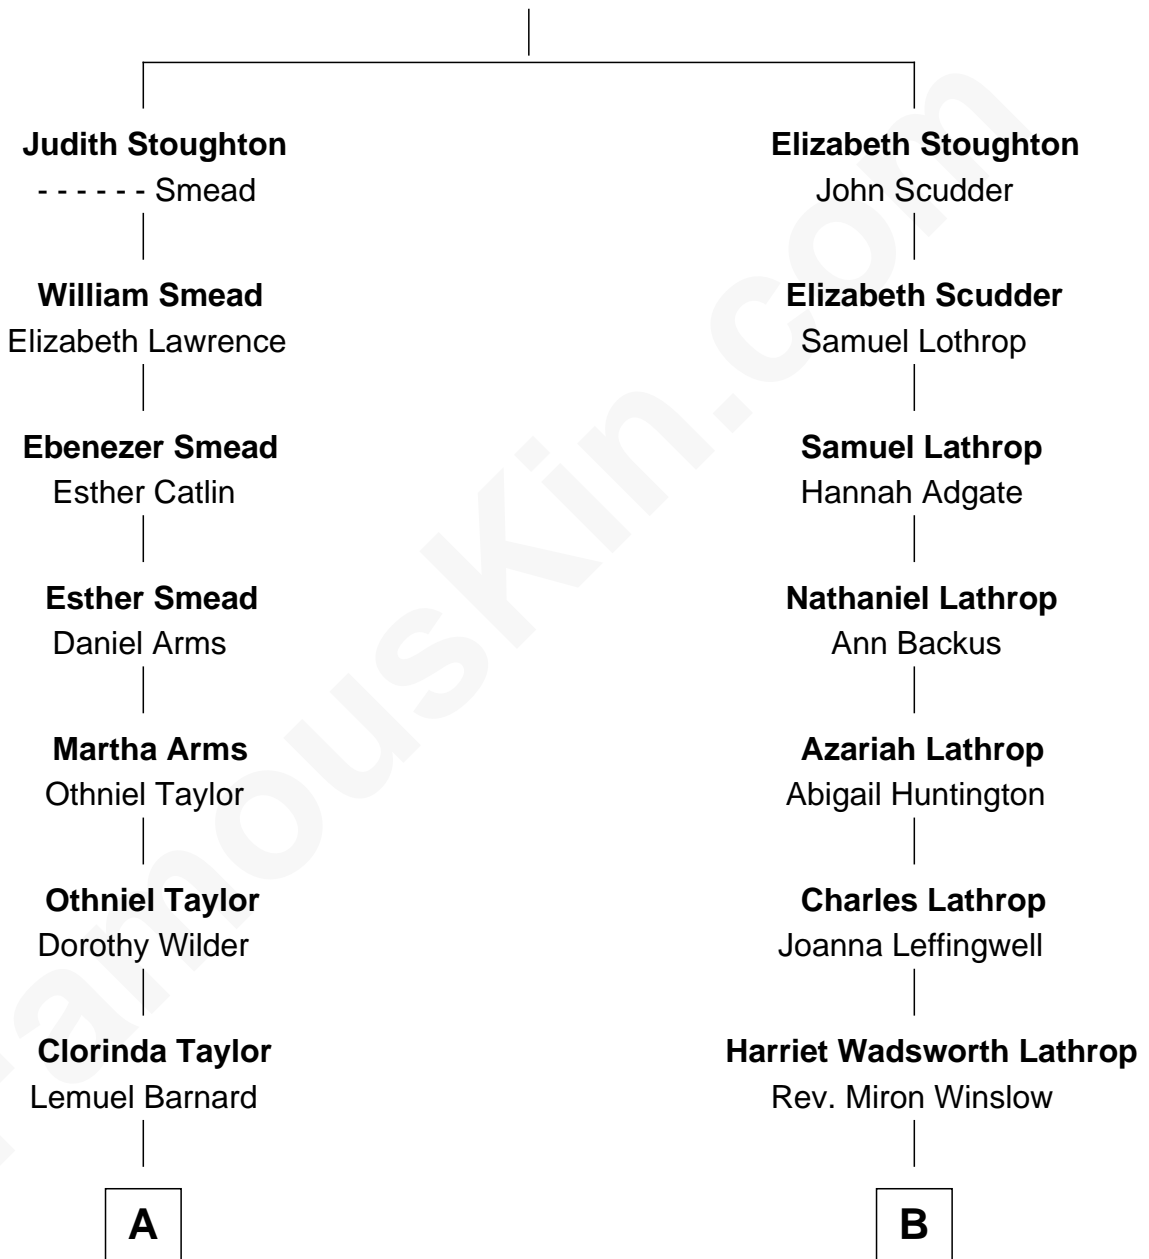 Judith Stoughton
- - - - - - Smead
William Smead
Elizabeth Lawrence
Ebenezer Smead
Esther Catlin
Esther Smead
Daniel Arms
Martha Arms
Othniel Taylor
Othniel Taylor
Dorothy Wilder
Clorinda Taylor
Lemuel Barnard
A
Elizabeth Stoughton
John Scudder
Elizabeth Scudder
Samuel Lothrop
Samuel Lathrop
Hannah Adgate
Nathaniel Lathrop
Ann Backus
Azariah Lathrop
Abigail Huntington
Charles Lathrop
Joanna Leffingwell
Harriet Wadsworth Lathrop
Rev. Miron Winslow
B
FamousKin.com